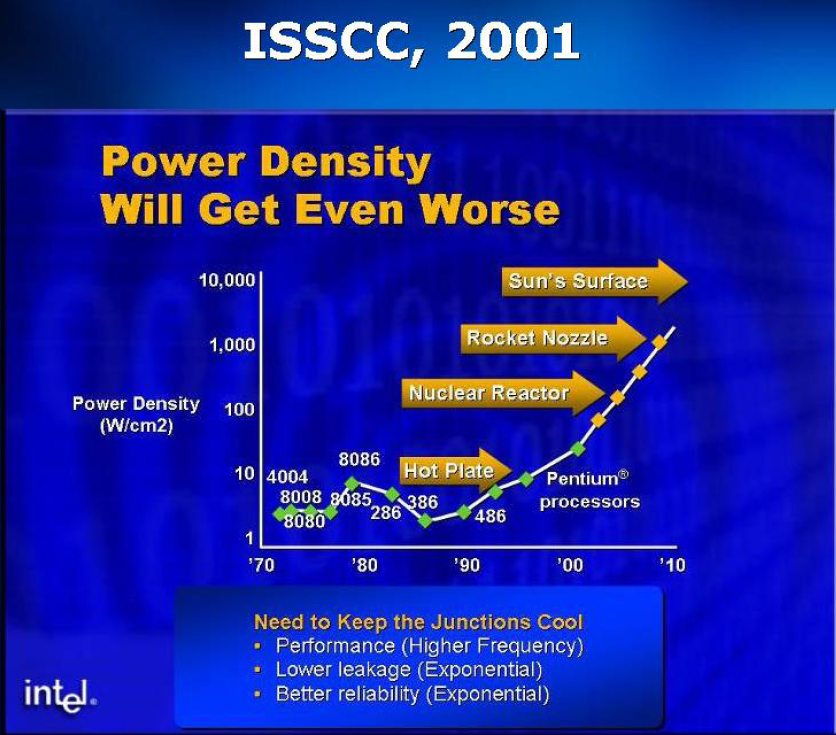 ISSCC, 2001
Power Density
Will Get Even Worse
10,000
Sun's Surface
1,000
Rocket Nozzle
Power Density
(W/cm2)
100
Nuclear Reactor
10
4004
8008
8080
8086
8085
Hot Plate
286
386
486
Pentium®
processors
1
'70
'80
'90
'00
'10
Need to Keep the Junctions Cool
• Performance (Higher Frequency)
• Lower leakage (Exponential)
• Better reliability (Exponential)
intel®